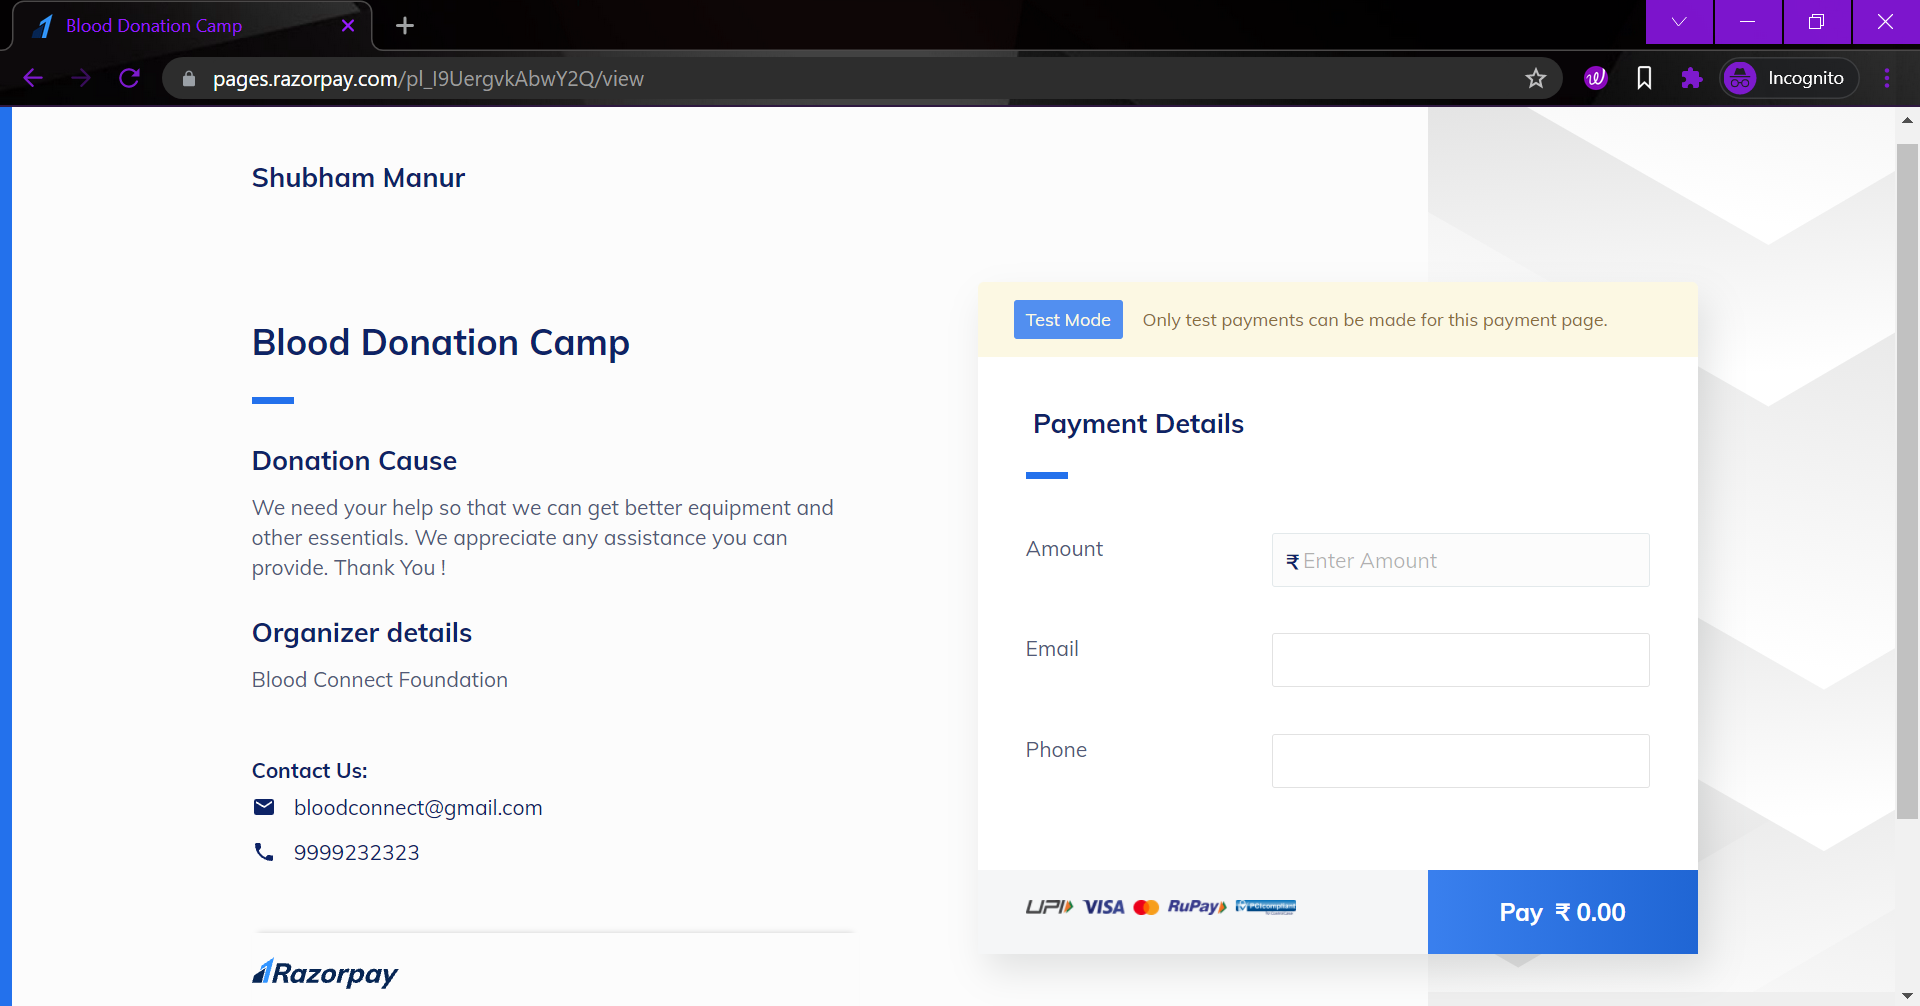 Blood Donation Camp
pages.razorpay.com/pl_I9UergvkAbwY2Q/view
Incognito
Shubham Manur
Blood Donation Camp
Donation Cause
We need your help so that we can get better equipment and
other essentials. We appreciate any assistance you can
provide. Thank You !
Organizer details
Blood Connect Foundation
Contact Us:
bloodconnect@gmail.com
9999232323
Razorpay
Test Mode Only test payments can be made for this payment page.
Payment Details
Amount ₹ Enter Amount
Email
Phone
UPI VISA RuPay PCI compliant
Pay ₹ 0.00